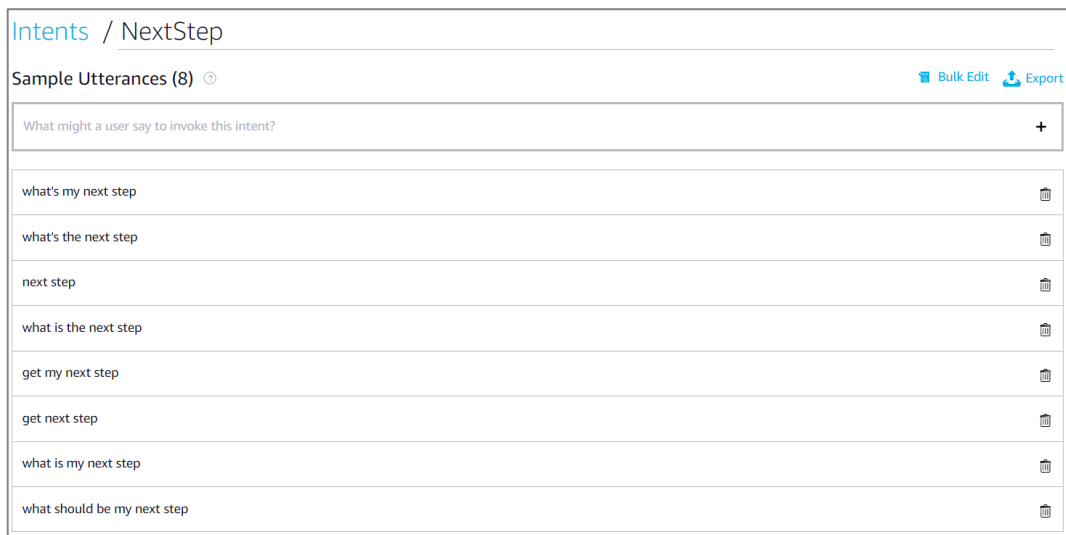 Intents / NextStep
Sample Utterances (8) ? Bulk Edit Export
What might a user say to invoke this intent? +
what's my next step
what's the next step
next step
what is the next step
get my next step
get next step
what is my next step
what should be my next step